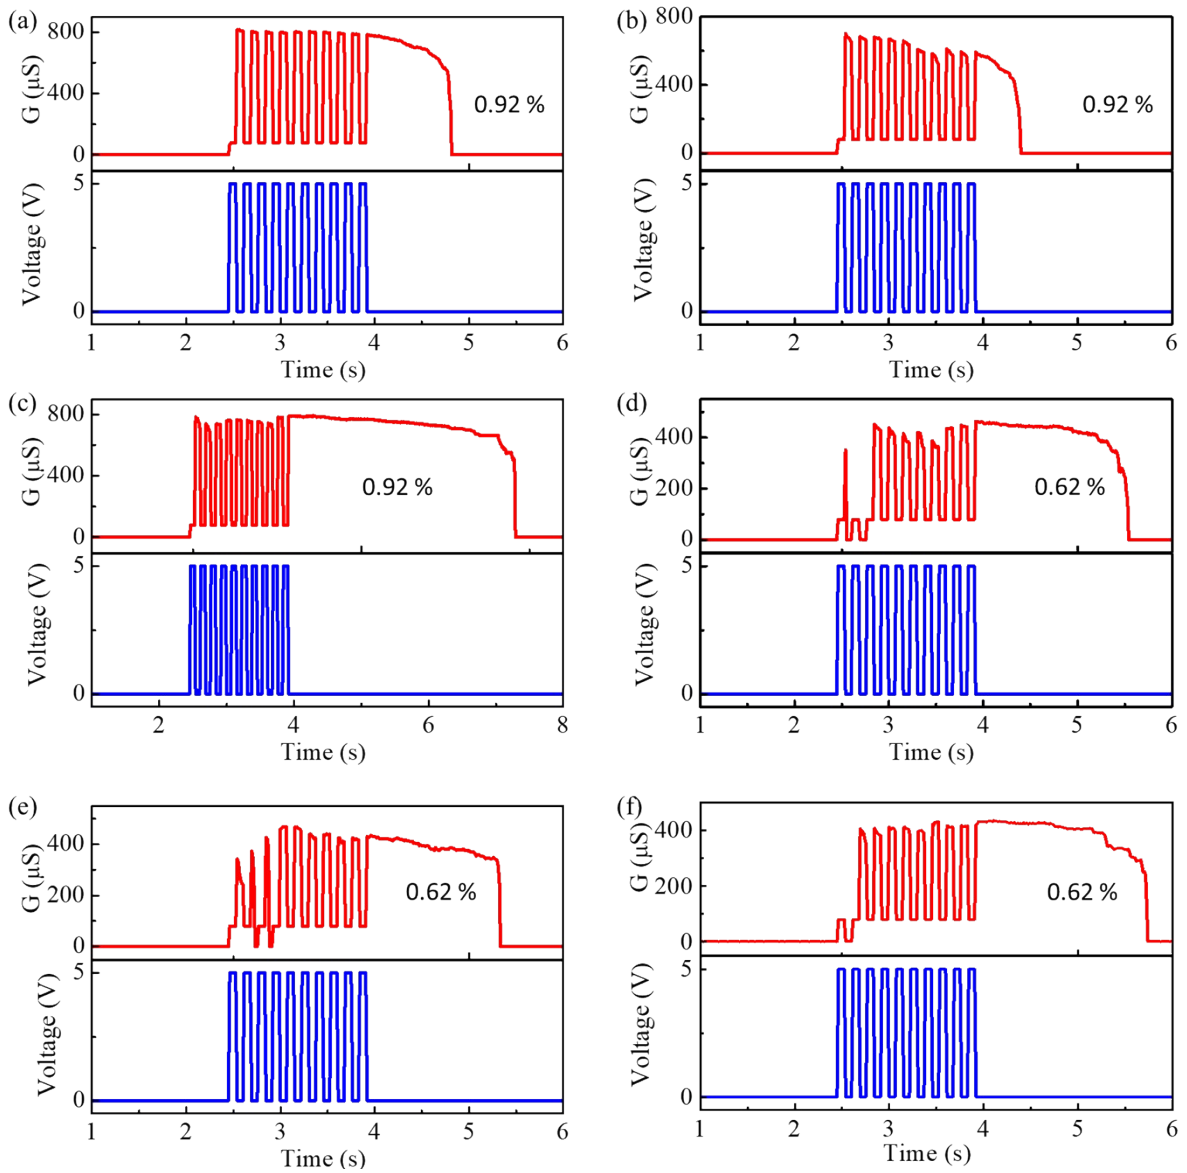 (a)
800
400
0
G (μS)
0.92 %
5
0
Voltage (V)
1 2 3 4 5 6
Time (s)
(b)
800
400
0
G (μS)
0.92 %
5
0
Voltage (V)
1 2 3 4 5 6
Time (s)
(c)
800
400
0
G (μS)
0.92 %
5
0
Voltage (V)
2 4 6 8
Time (s)
(d)
400
200
0
G (μS)
0.62 %
5
0
Voltage (V)
1 2 3 4 5 6
Time (s)
(e)
400
200
0
G (μS)
0.62 %
5
0
Voltage (V)
1 2 3 4 5 6
Time (s)
(f)
400
200
0
G (μS)
0.62 %
5
0
Voltage (V)
1 2 3 4 5 6
Time (s)